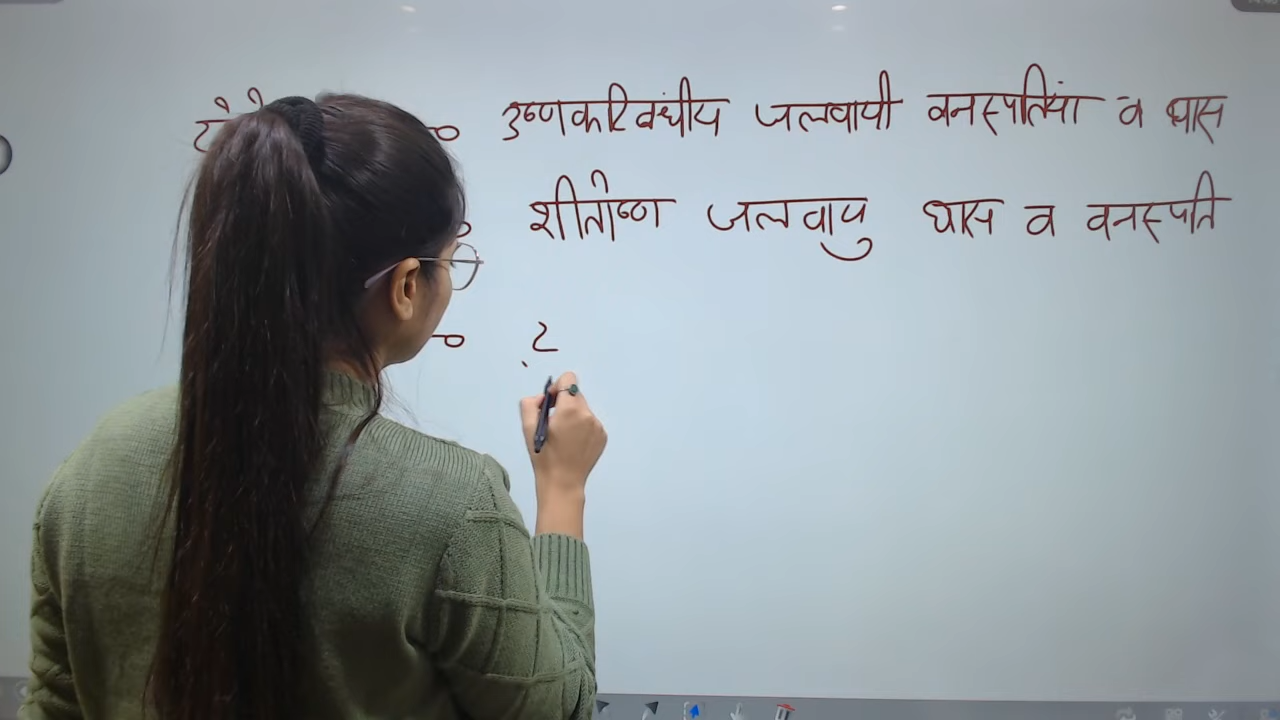 उष्णकटिबंधीय जलवायी वनस्पतियां व घास
शीतोष्ण जलवायु घास व वनस्पति